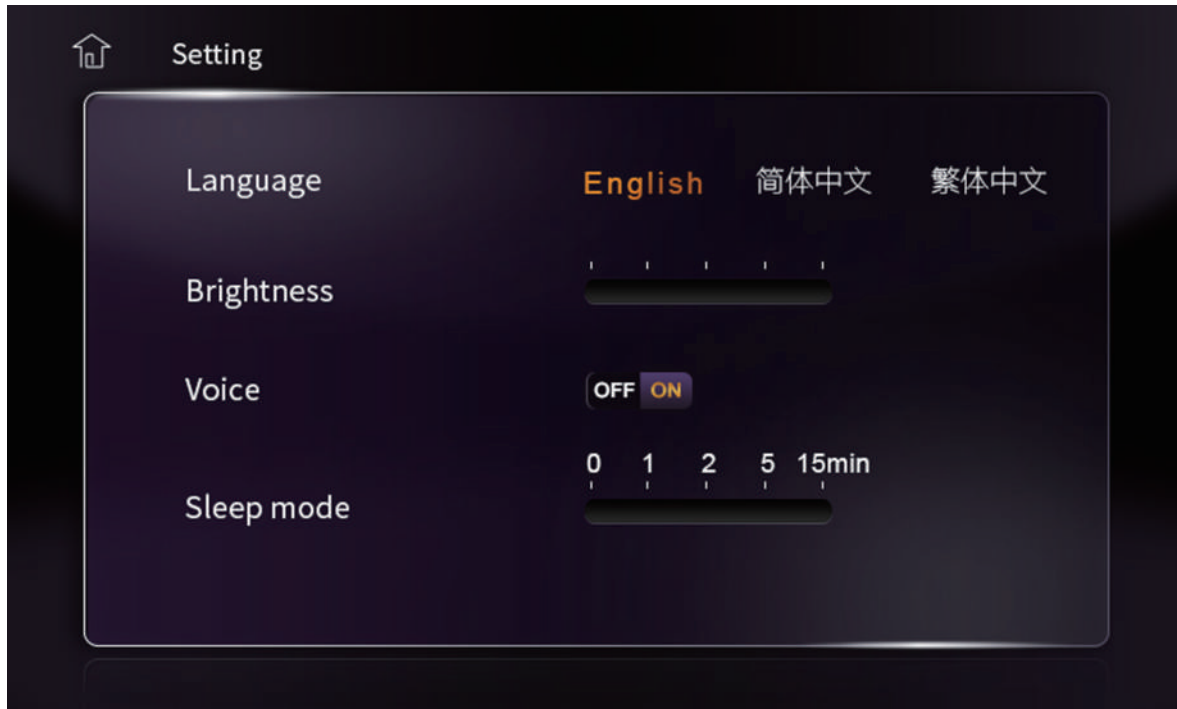 Setting
Language English 简体中文 繁体中文
Brightness
Voice OFF ON
0 1 2 5 15min
Sleep mode